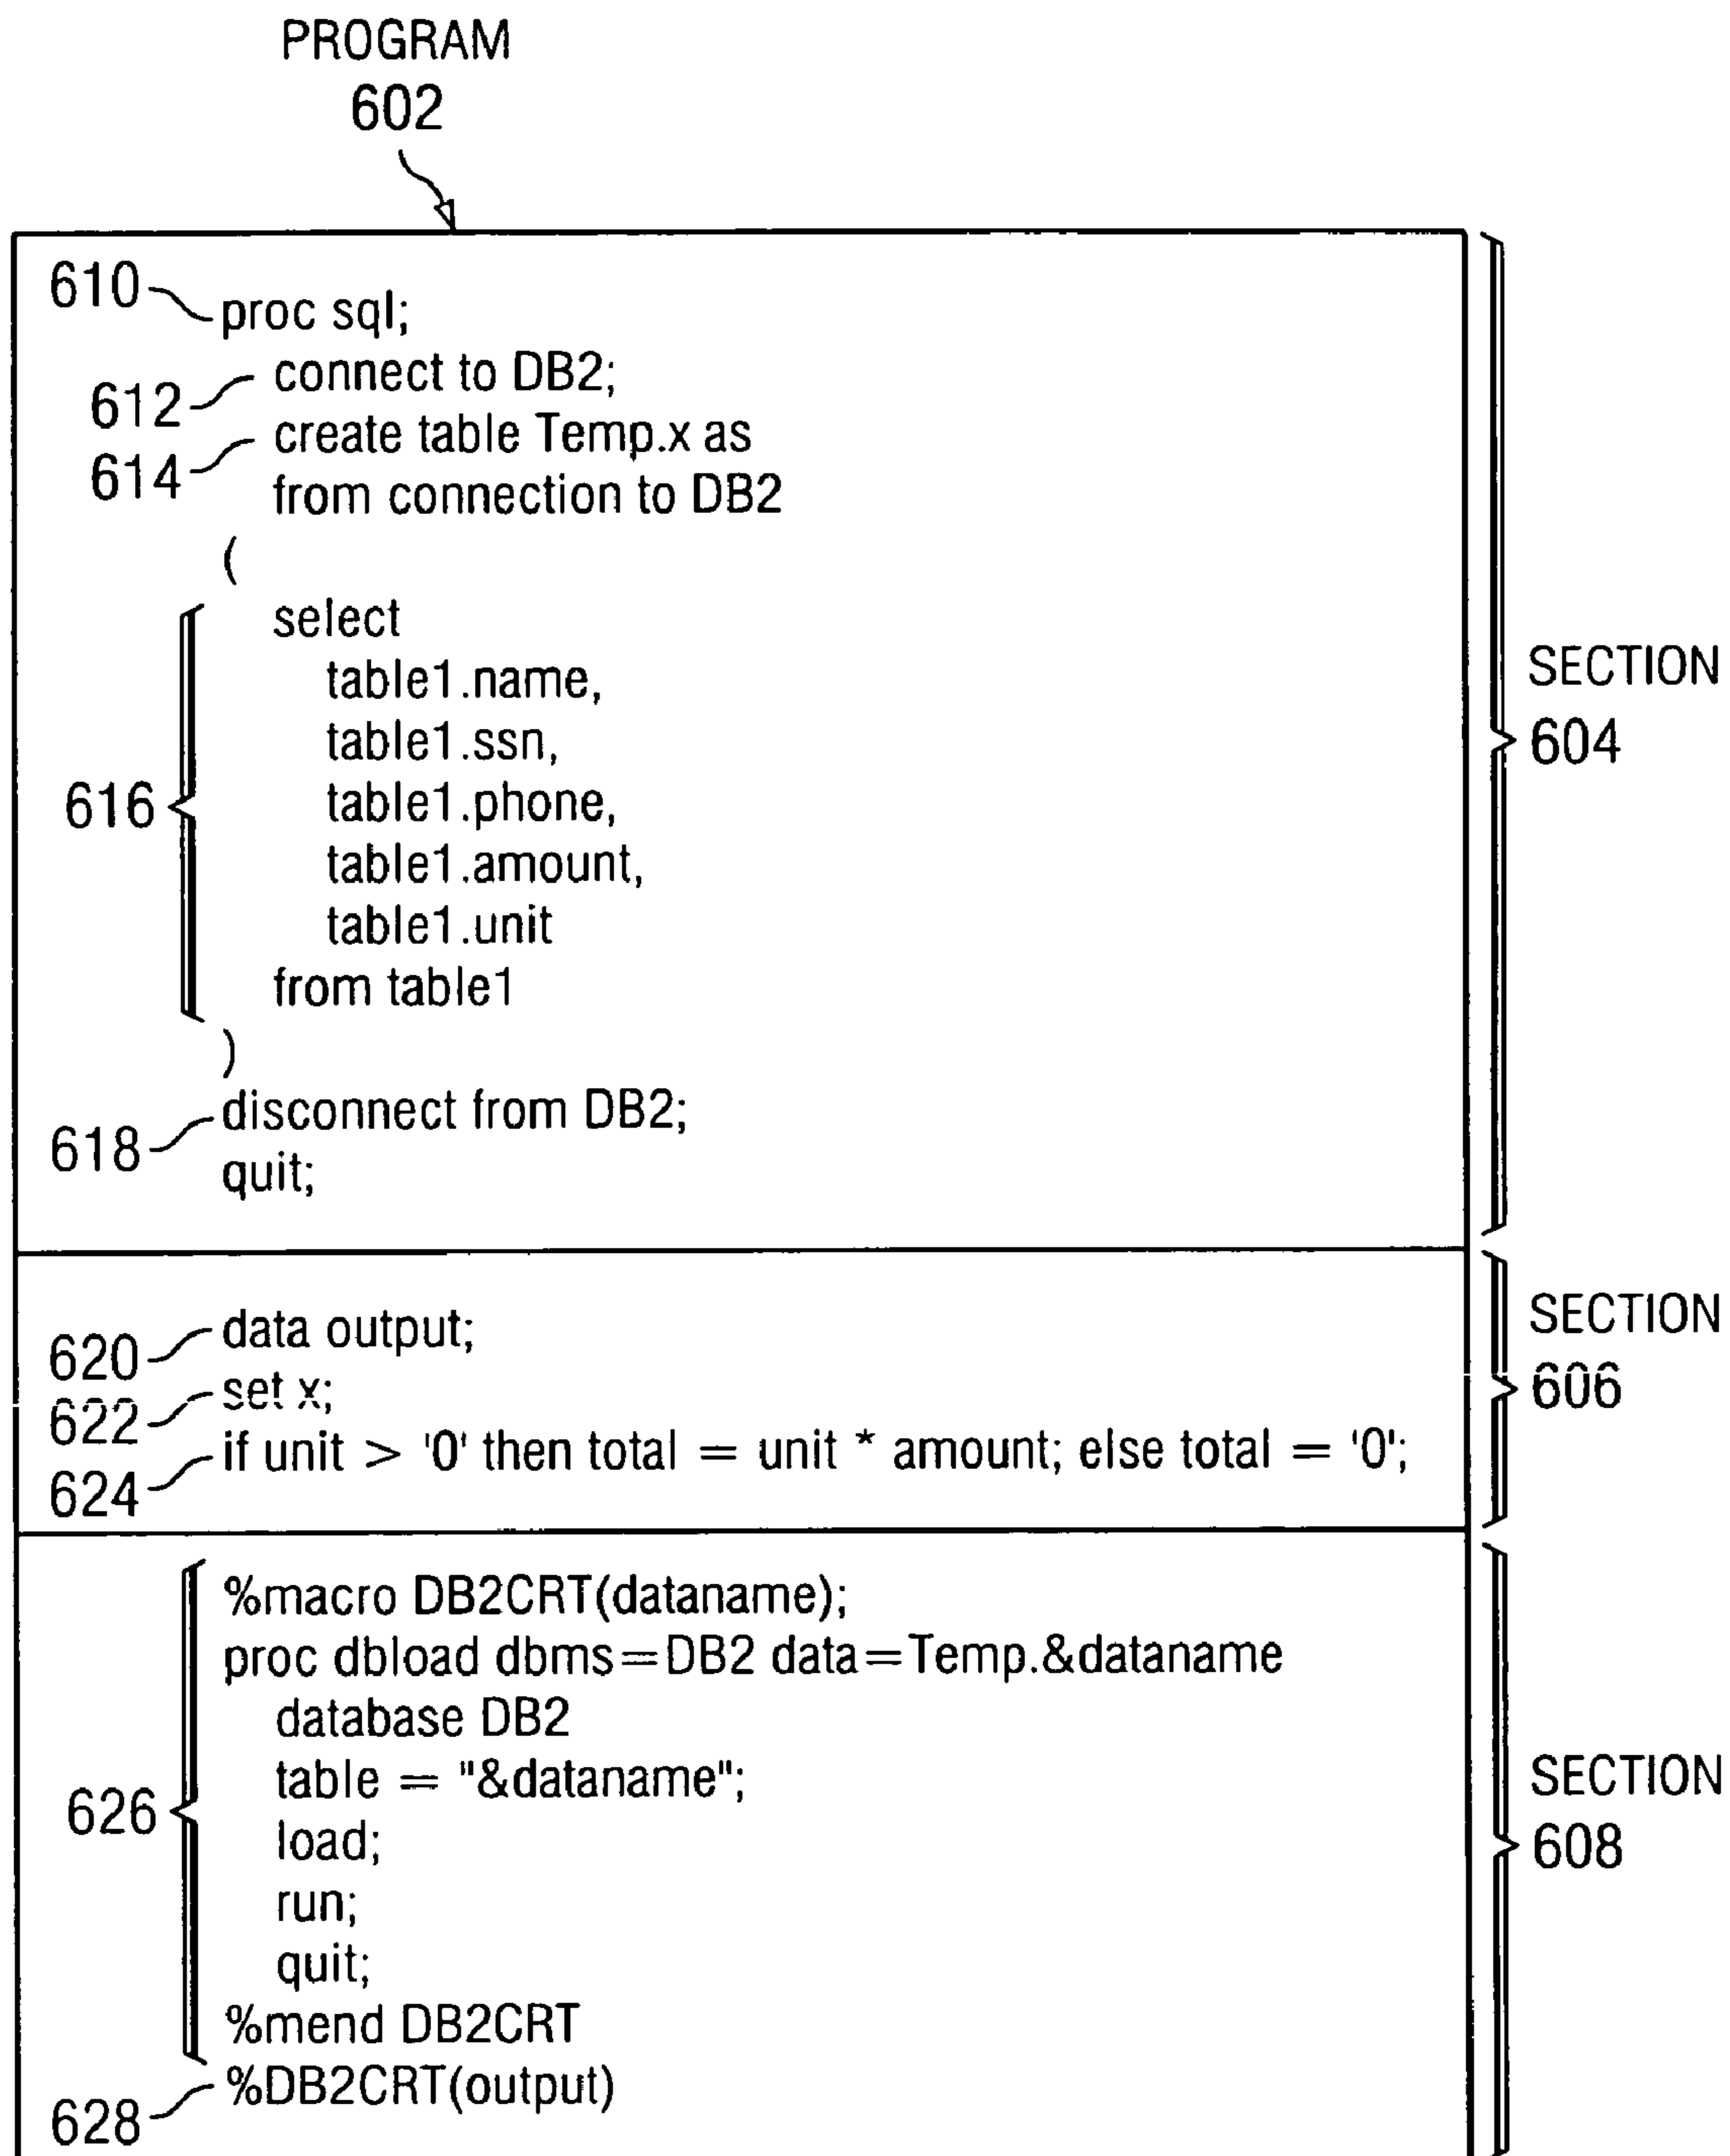 PROGRAM
602
610
proc sql;
612
connect to DB2;
614
create table Temp.x as
from connection to DB2
(
616
select
table1.name,
table1.ssn,
table1.phone,
table1.amount,
table1.unit
from table1
)
618
disconnect from DB2;
quit;
SECTION
604
620
data output;
622
set x;
624
if unit > '0' then total = unit * amount; else total = '0';
SECTION
606
626
%macro DB2CRT(dataname);
proc dbload dbms=DB2 data=Temp.&dataname
database DB2
table = "&dataname";
load;
run;
quit;
%mend DB2CRT
628
%DB2CRT(output)
SECTION
608